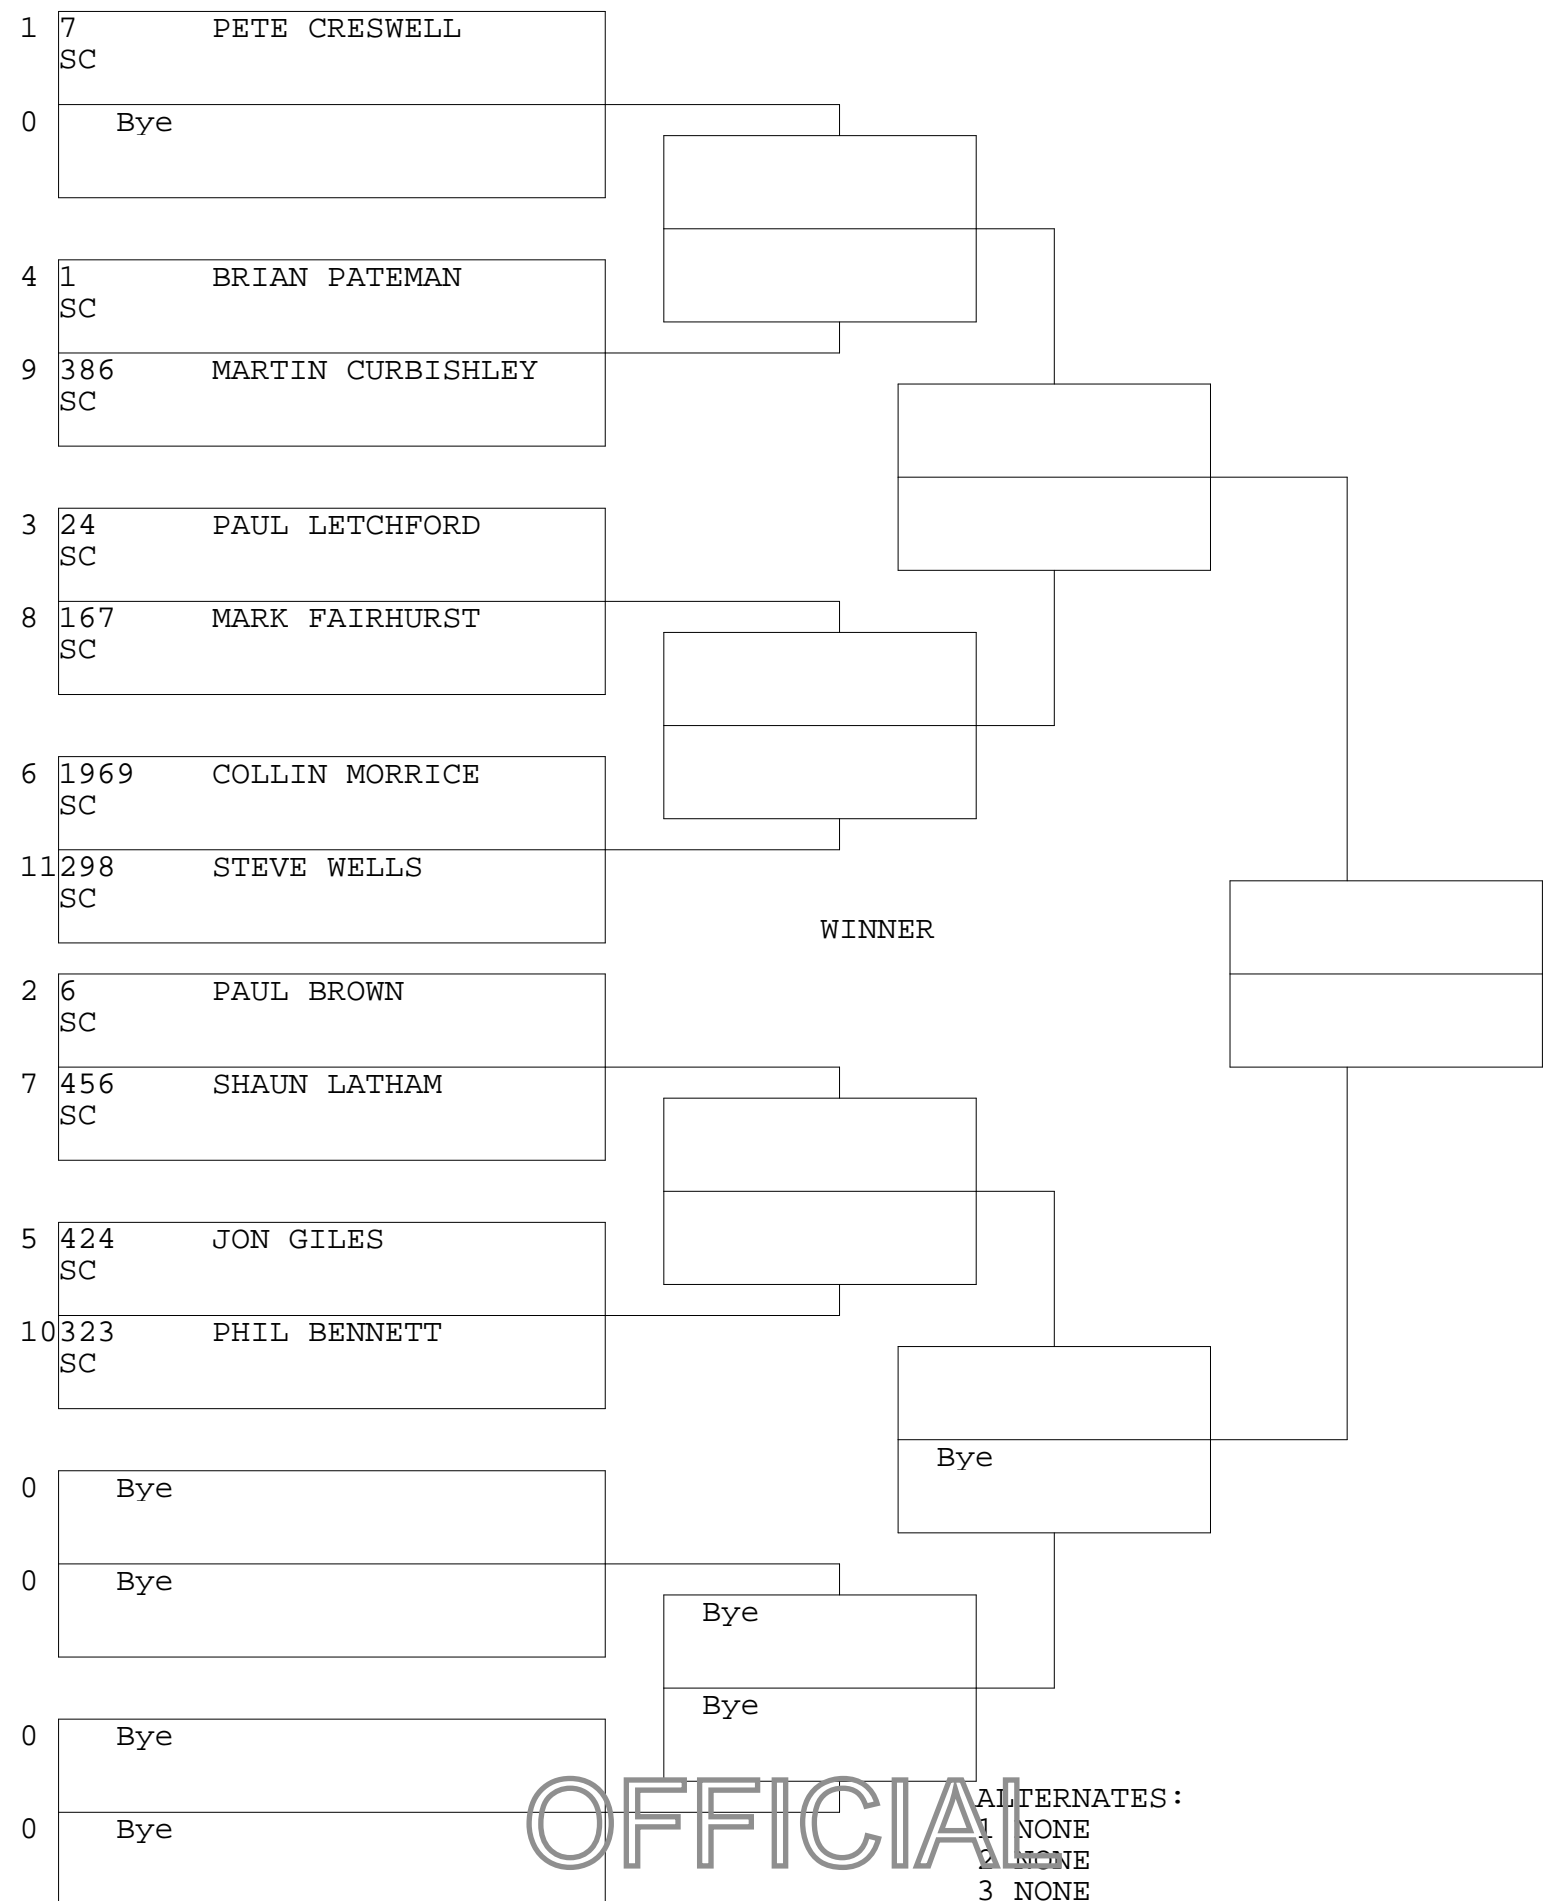 1 7 PETE CRESWELL
SC
0 Bye
4 1 BRIAN PATEMAN
SC
9 386 MARTIN CURBISHLEY
SC
3 24 PAUL LETCHFORD
SC
8 167 MARK FAIRHURST
SC
6 1969 COLLIN MORRICE
SC
11 298 STEVE WELLS
SC
WINNER
2 6 PAUL BROWN
SC
7 456 SHAUN LATHAM
SC
5 424 JON GILES
SC
10 323 PHIL BENNETT
SC
Bye
0 Bye
0 Bye
Bye
Bye
0 Bye
0 Bye
OFFICIAL
ALTERNATES:
1 NONE
2 NONE
3 NONE